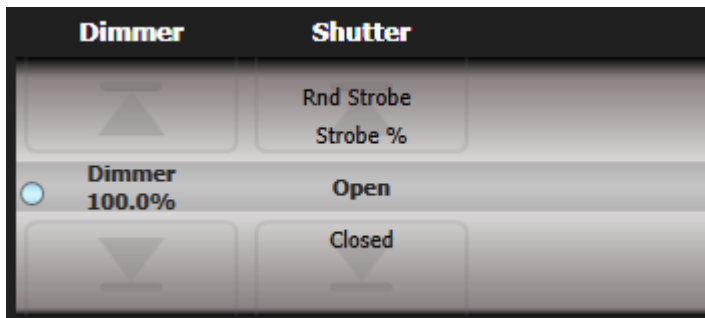 Dimmer Shutter
Rnd Strobe
Strobe %
Dimmer
100.0%
Open
Closed